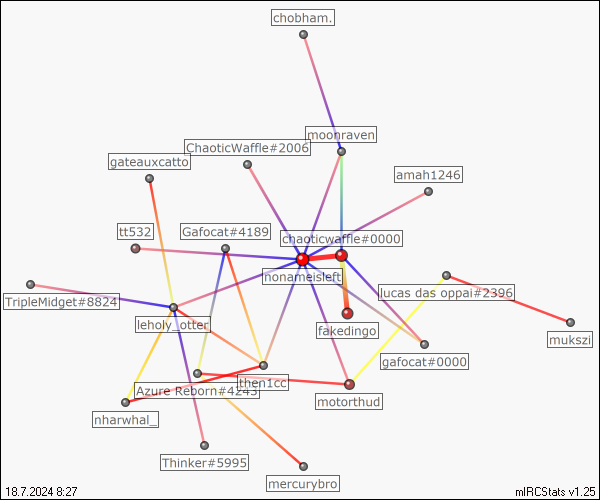 chobham.
moonraven
ChaoticWaffle#2006
gateauxcatto
amah1246
tt532
Gafocat#4189
chaoticwaffle#0000
nonameisleft
lucas das oppai#2396
TripleMidget#8824
leholy_otter
fakedingo
mukszi
gafocat#0000
then1cc
Azure Reborn#4243
motorthud
nharwhal_
Thinker#5995
mercurybro
18.7.2024 8:27
mIRCStats v1.25